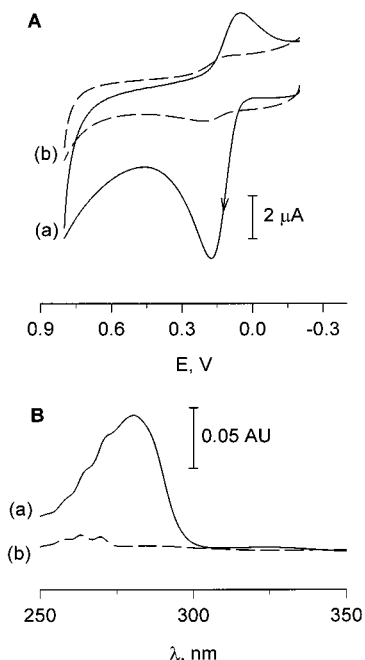 A
(b)
(a)
2 μA
0.9 0.6 0.3 0.0 -0.3
E, V
B
0.05 AU
(a)
(b)
250 300 350
λ, nm